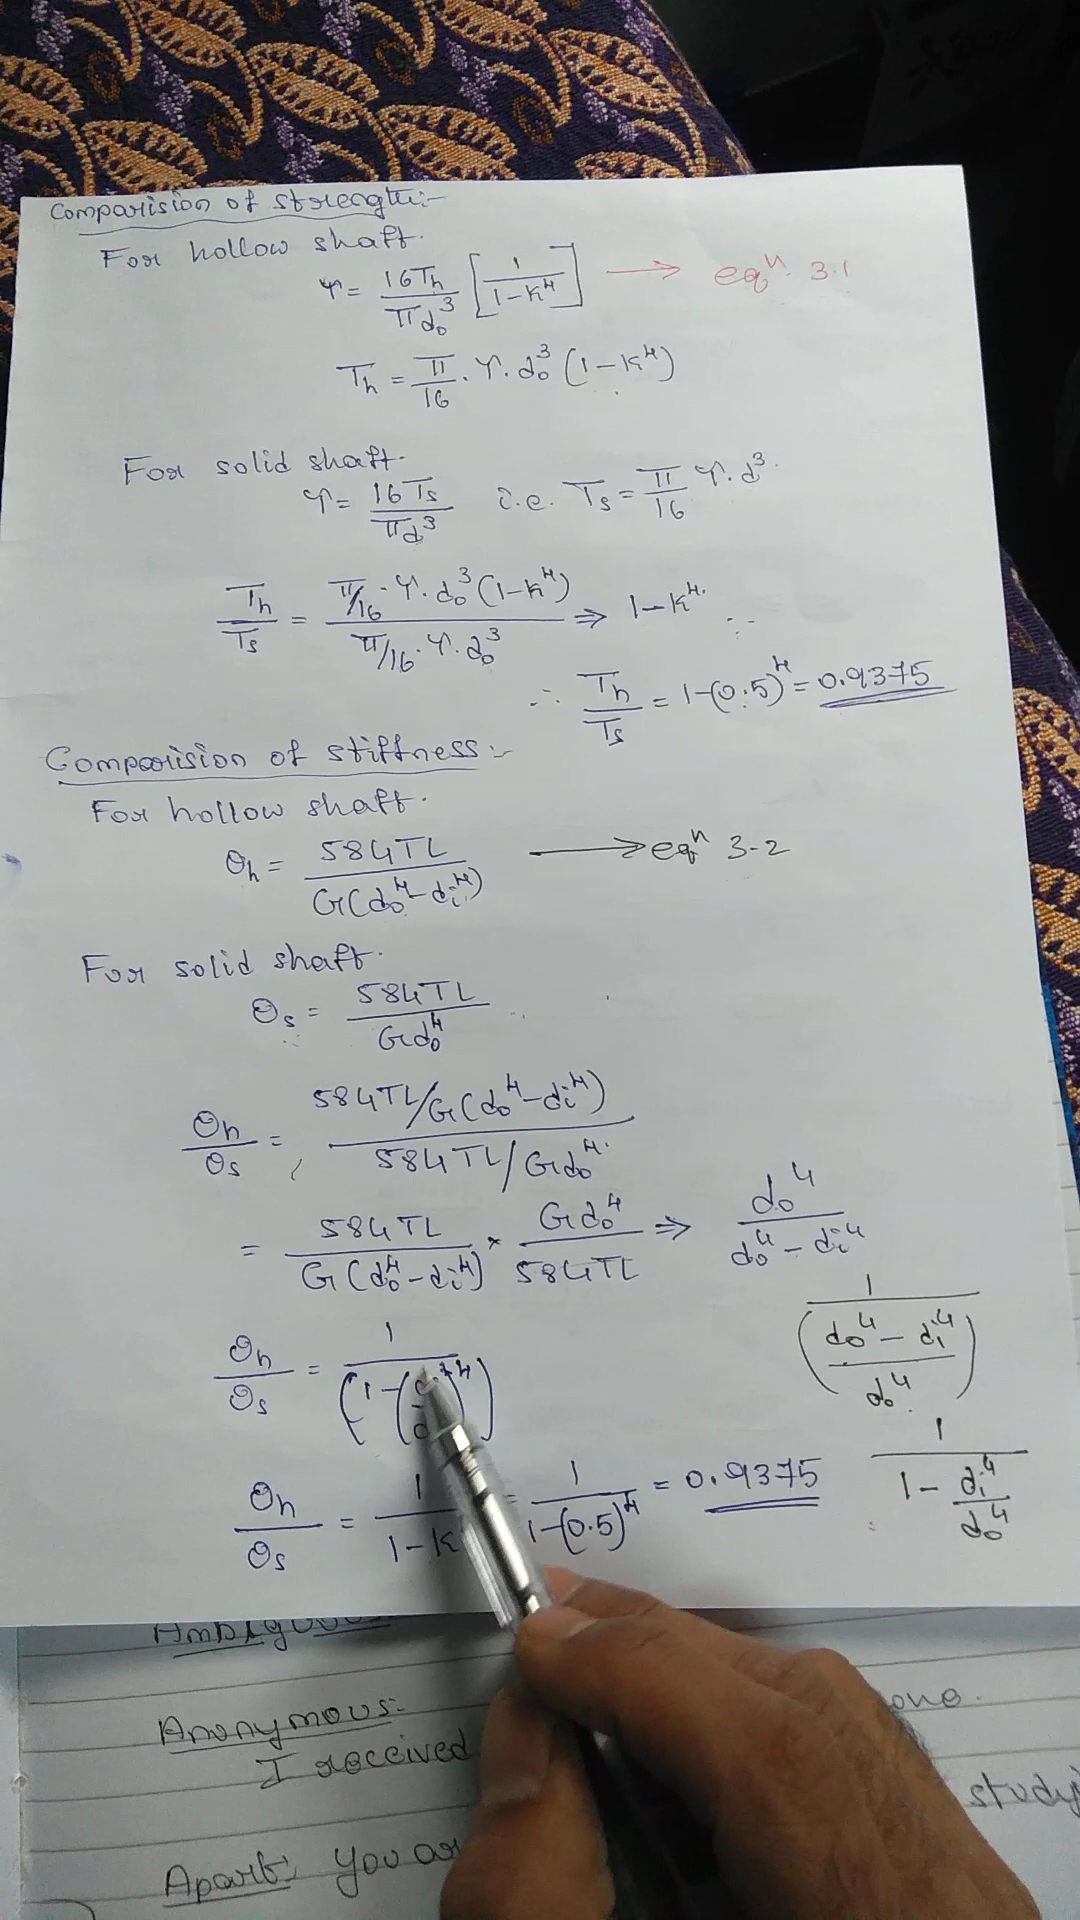 Comparision of strength:-
For hollow shaft.
τ = 16Th / πdo³ [1 / 1-K⁴] → eqⁿ. 3.1
Th = π/16 . τ. do³ (1-K⁴)
For solid shaft.
τ = 16Ts / πd³ i.e. Ts = π/16 τ. d³.
Th/Ts = π/16 . τ. do³ (1-K⁴) / π/16 . τ. do³ ⇒ 1-K⁴.
∴ Th/Ts = 1-(0.5)⁴ = 0.9375
Comparision of stiffness:-
For hollow shaft.
θh = 584TL / G(do⁴-di⁴) → eqⁿ 3-2
For solid shaft.
θs = 584TL / Gdo⁴
θh/θs = 584TL/G(do⁴-di⁴) / 584TL/Gdo⁴.
= 584TL / G(do⁴-di⁴) × Gdo⁴ / 584TL ⇒ do⁴ / do⁴-di⁴
1 / (do⁴-di⁴ / do⁴)
θh/θs = 1 / (1-(d
1 / 1- di⁴/do⁴
θh/θs = 1 / 1-K = 1 / 1-(0.5)⁴ = 0.9375
Ambiguous:
Anonymous:
I received
study
Apart: You are